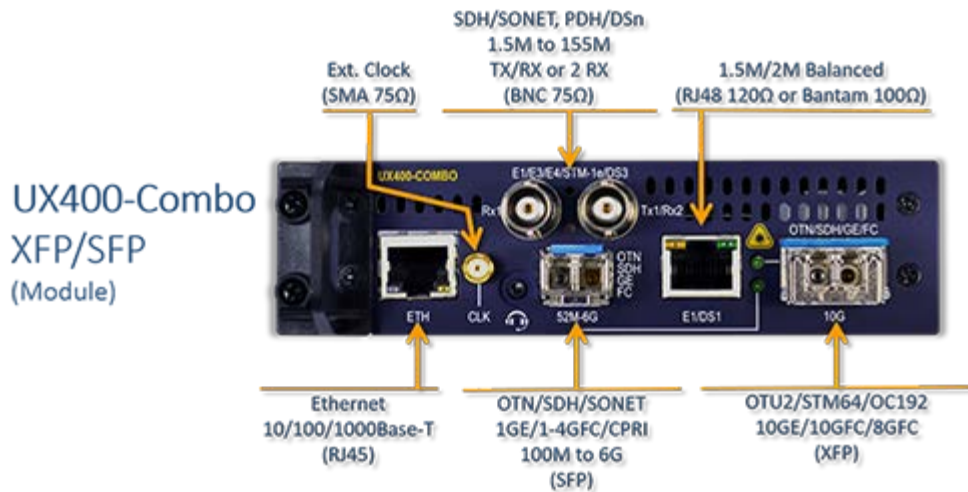 SDH/SONET, PDH/DSn
1.5M to 155M
TX/RX or 2 RX
(BNC 75Ω)
Ext. Clock
(SMA 75Ω)
1.5M/2M Balanced
(RJ48 120Ω or Bantam 100Ω)
UX400-Combo
XFP/SFP
(Module)
UX400-COMBO
E1/E3/E4/STM-1e/DS3
Rx1
Tx1/Rx2
OTN/SDH/GE/FC
OTN
SDH
GE
FC
ETH
CLK
52M-6G
E1/DS1
10G
Ethernet
10/100/1000Base-T
(RJ45)
OTN/SDH/SONET
1GE/1-4GFC/CPRI
100M to 6G
(SFP)
OTU2/STM64/OC192
10GE/10GFC/8GFC
(XFP)